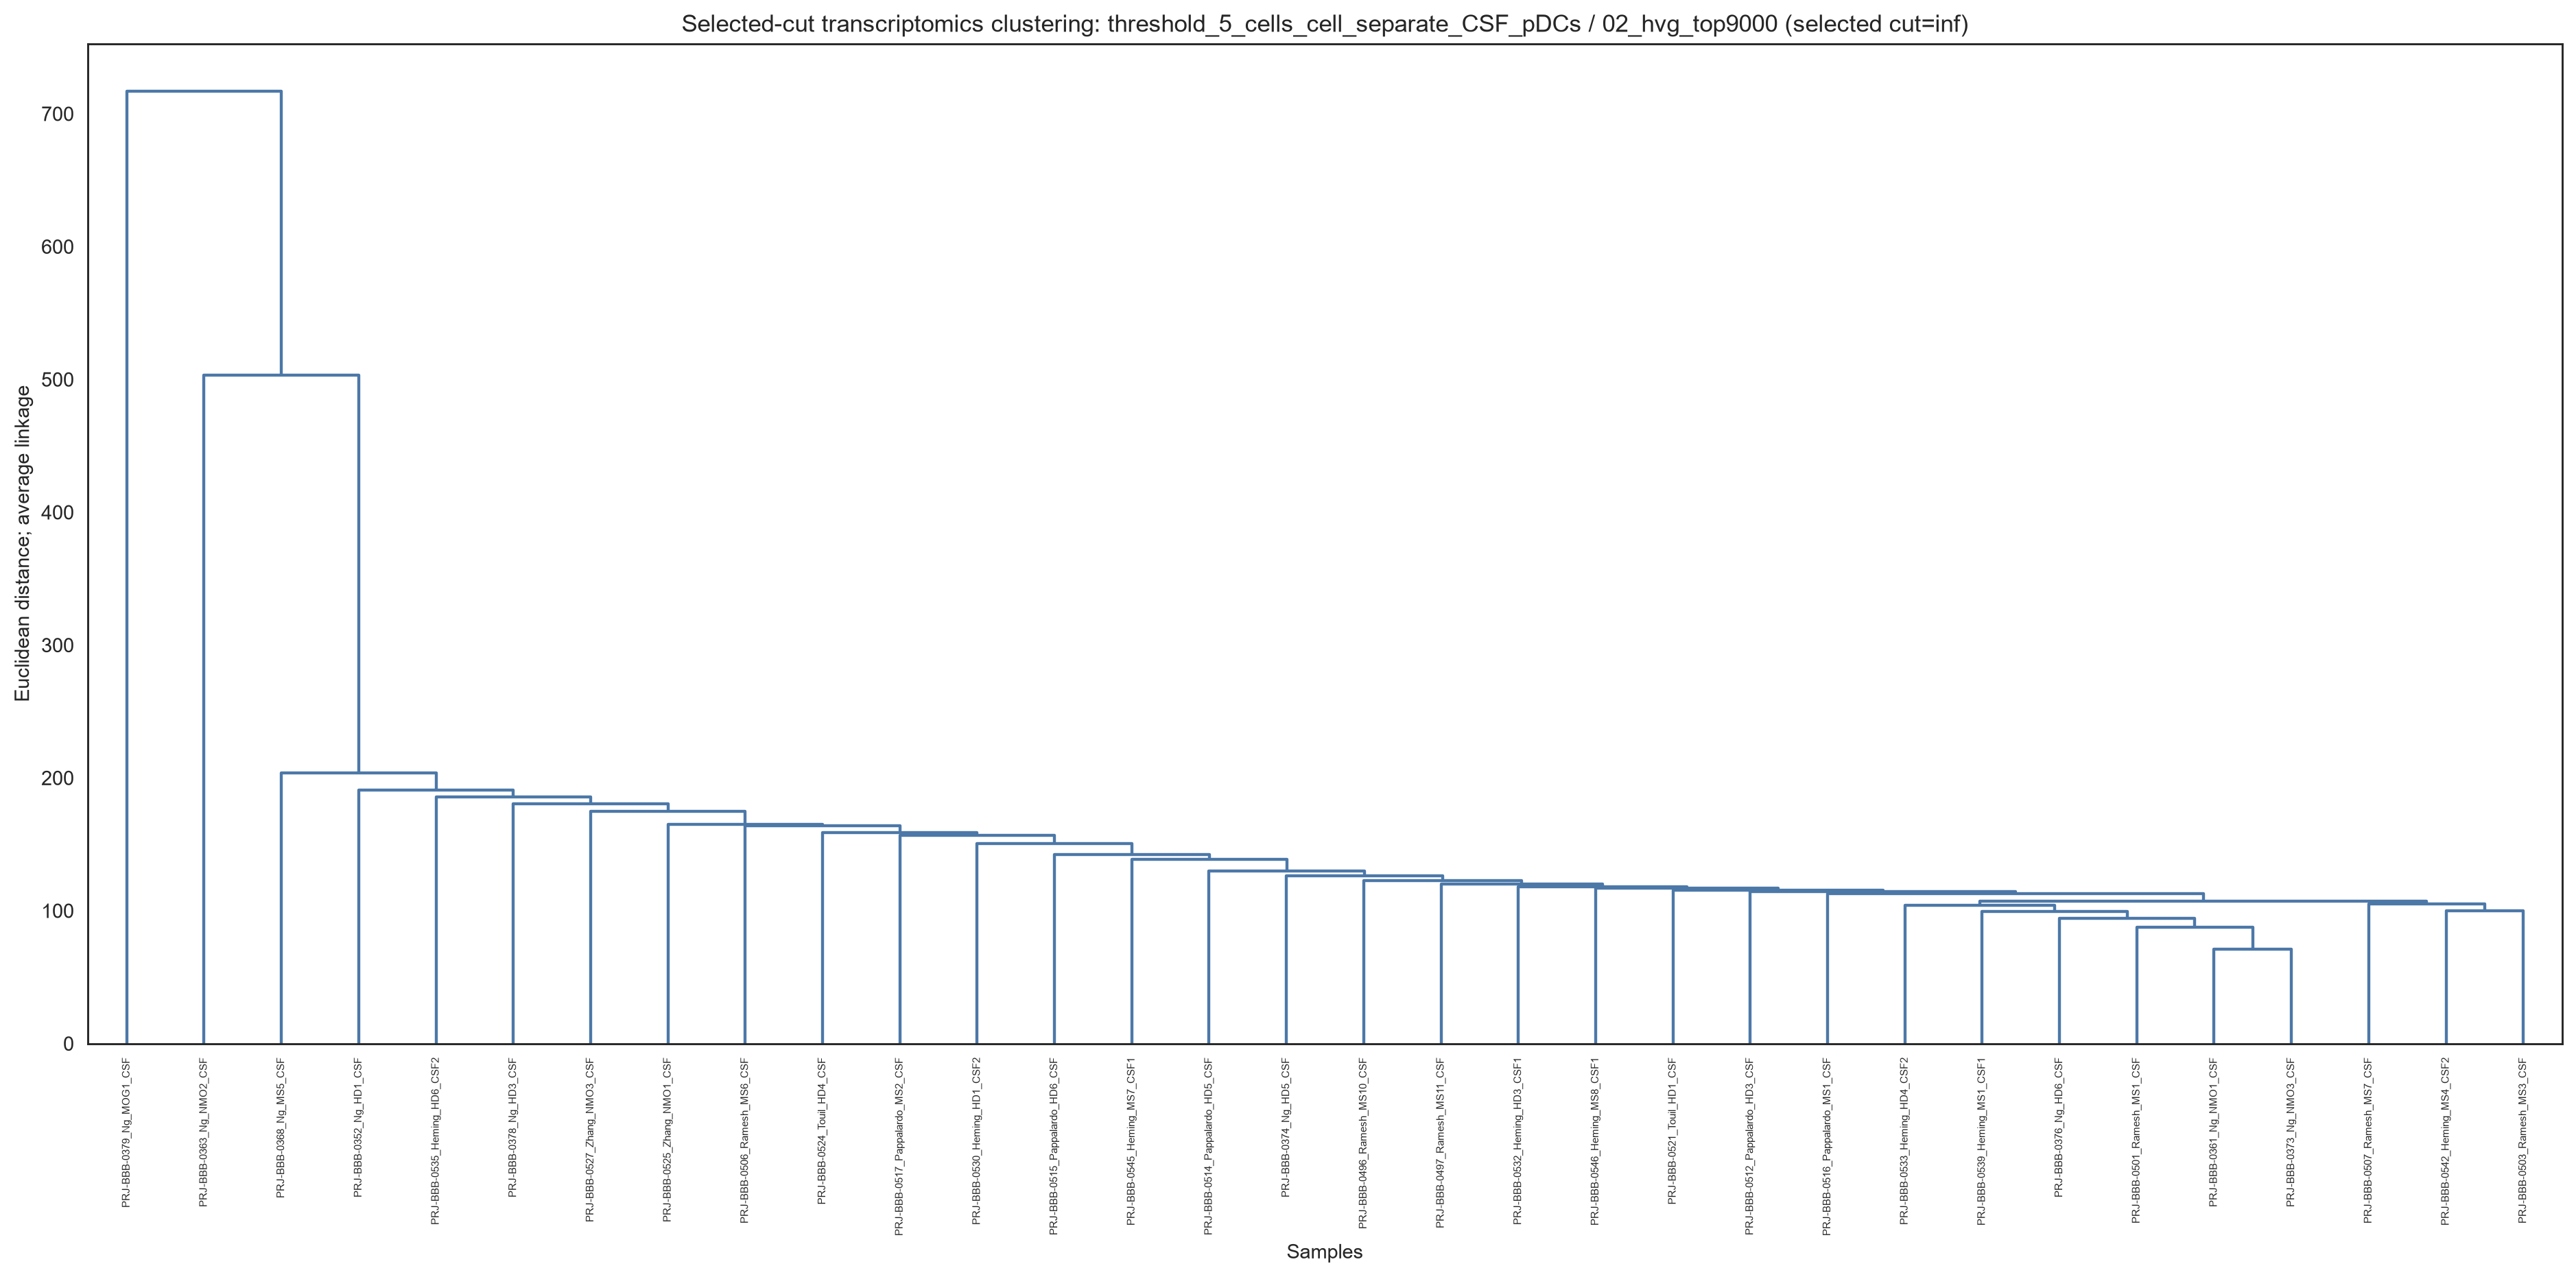 Selected-cut transcriptomics clustering: threshold_5_cells_cell_separate_CSF_pDCs / 02_hvg_top9000 (selected cut=inf)
Euclidean distance; average linkage
700
600
500
400
300
200
100
0
PRJ-BBB-0379_Ng_MOG1_CSF
PRJ-BBB-0363_Ng_NMO2_CSF
PRJ-BBB-0368_Ng_MS5_CSF
PRJ-BBB-0352_Ng_HD1_CSF
PRJ-BBB-0535_Heming_HD6_CSF2
PRJ-BBB-0378_Ng_HD3_CSF
PRJ-BBB-0527_Zhang_NMO3_CSF
PRJ-BBB-0525_Zhang_NMO1_CSF
PRJ-BBB-0506_Ramesh_MS6_CSF
PRJ-BBB-0524_Touil_HD4_CSF
PRJ-BBB-0517_Pappalardo_MS2_CSF
PRJ-BBB-0530_Heming_HD1_CSF2
PRJ-BBB-0515_Pappalardo_HD6_CSF
PRJ-BBB-0545_Heming_MS7_CSF1
PRJ-BBB-0514_Pappalardo_HD5_CSF
PRJ-BBB-0374_Ng_HD5_CSF
PRJ-BBB-0496_Ramesh_MS10_CSF
PRJ-BBB-0497_Ramesh_MS11_CSF
PRJ-BBB-0532_Heming_HD3_CSF1
PRJ-BBB-0546_Heming_MS8_CSF1
PRJ-BBB-0521_Touil_HD1_CSF
PRJ-BBB-0512_Pappalardo_HD3_CSF
PRJ-BBB-0516_Pappalardo_MS1_CSF
PRJ-BBB-0533_Heming_HD4_CSF2
PRJ-BBB-0539_Heming_MS1_CSF1
PRJ-BBB-0376_Ng_HD6_CSF
PRJ-BBB-0501_Ramesh_MS1_CSF
PRJ-BBB-0361_Ng_NMO1_CSF
PRJ-BBB-0373_Ng_NMO3_CSF
PRJ-BBB-0507_Ramesh_MS7_CSF
PRJ-BBB-0542_Heming_MS4_CSF2
PRJ-BBB-0503_Ramesh_MS3_CSF
Samples